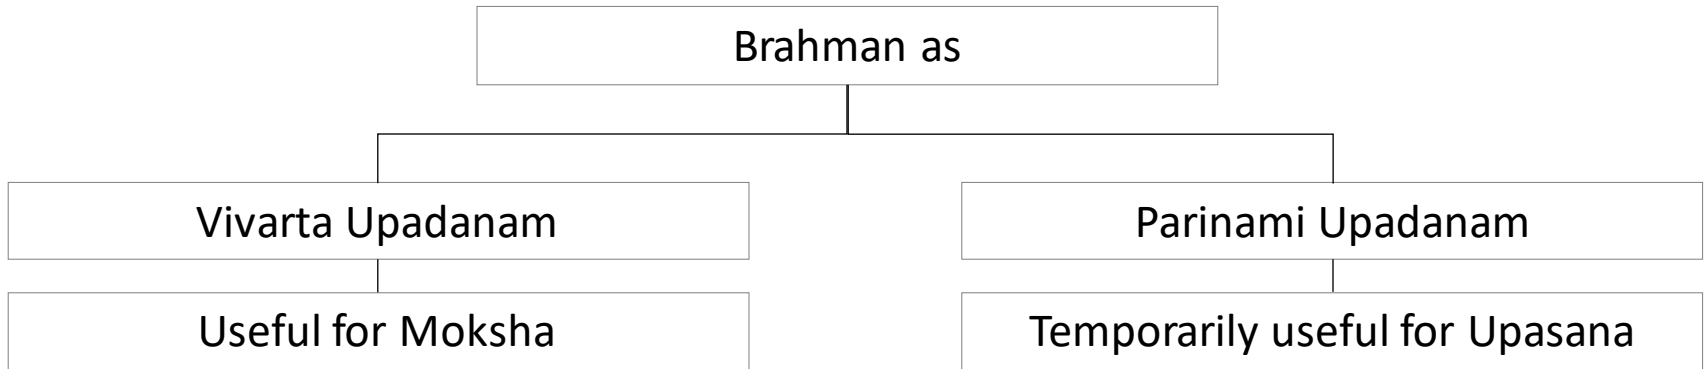 Brahman as
Vivarta Upadanam
Parinami Upadanam
Useful for Moksha
Temporarily useful for Upasana